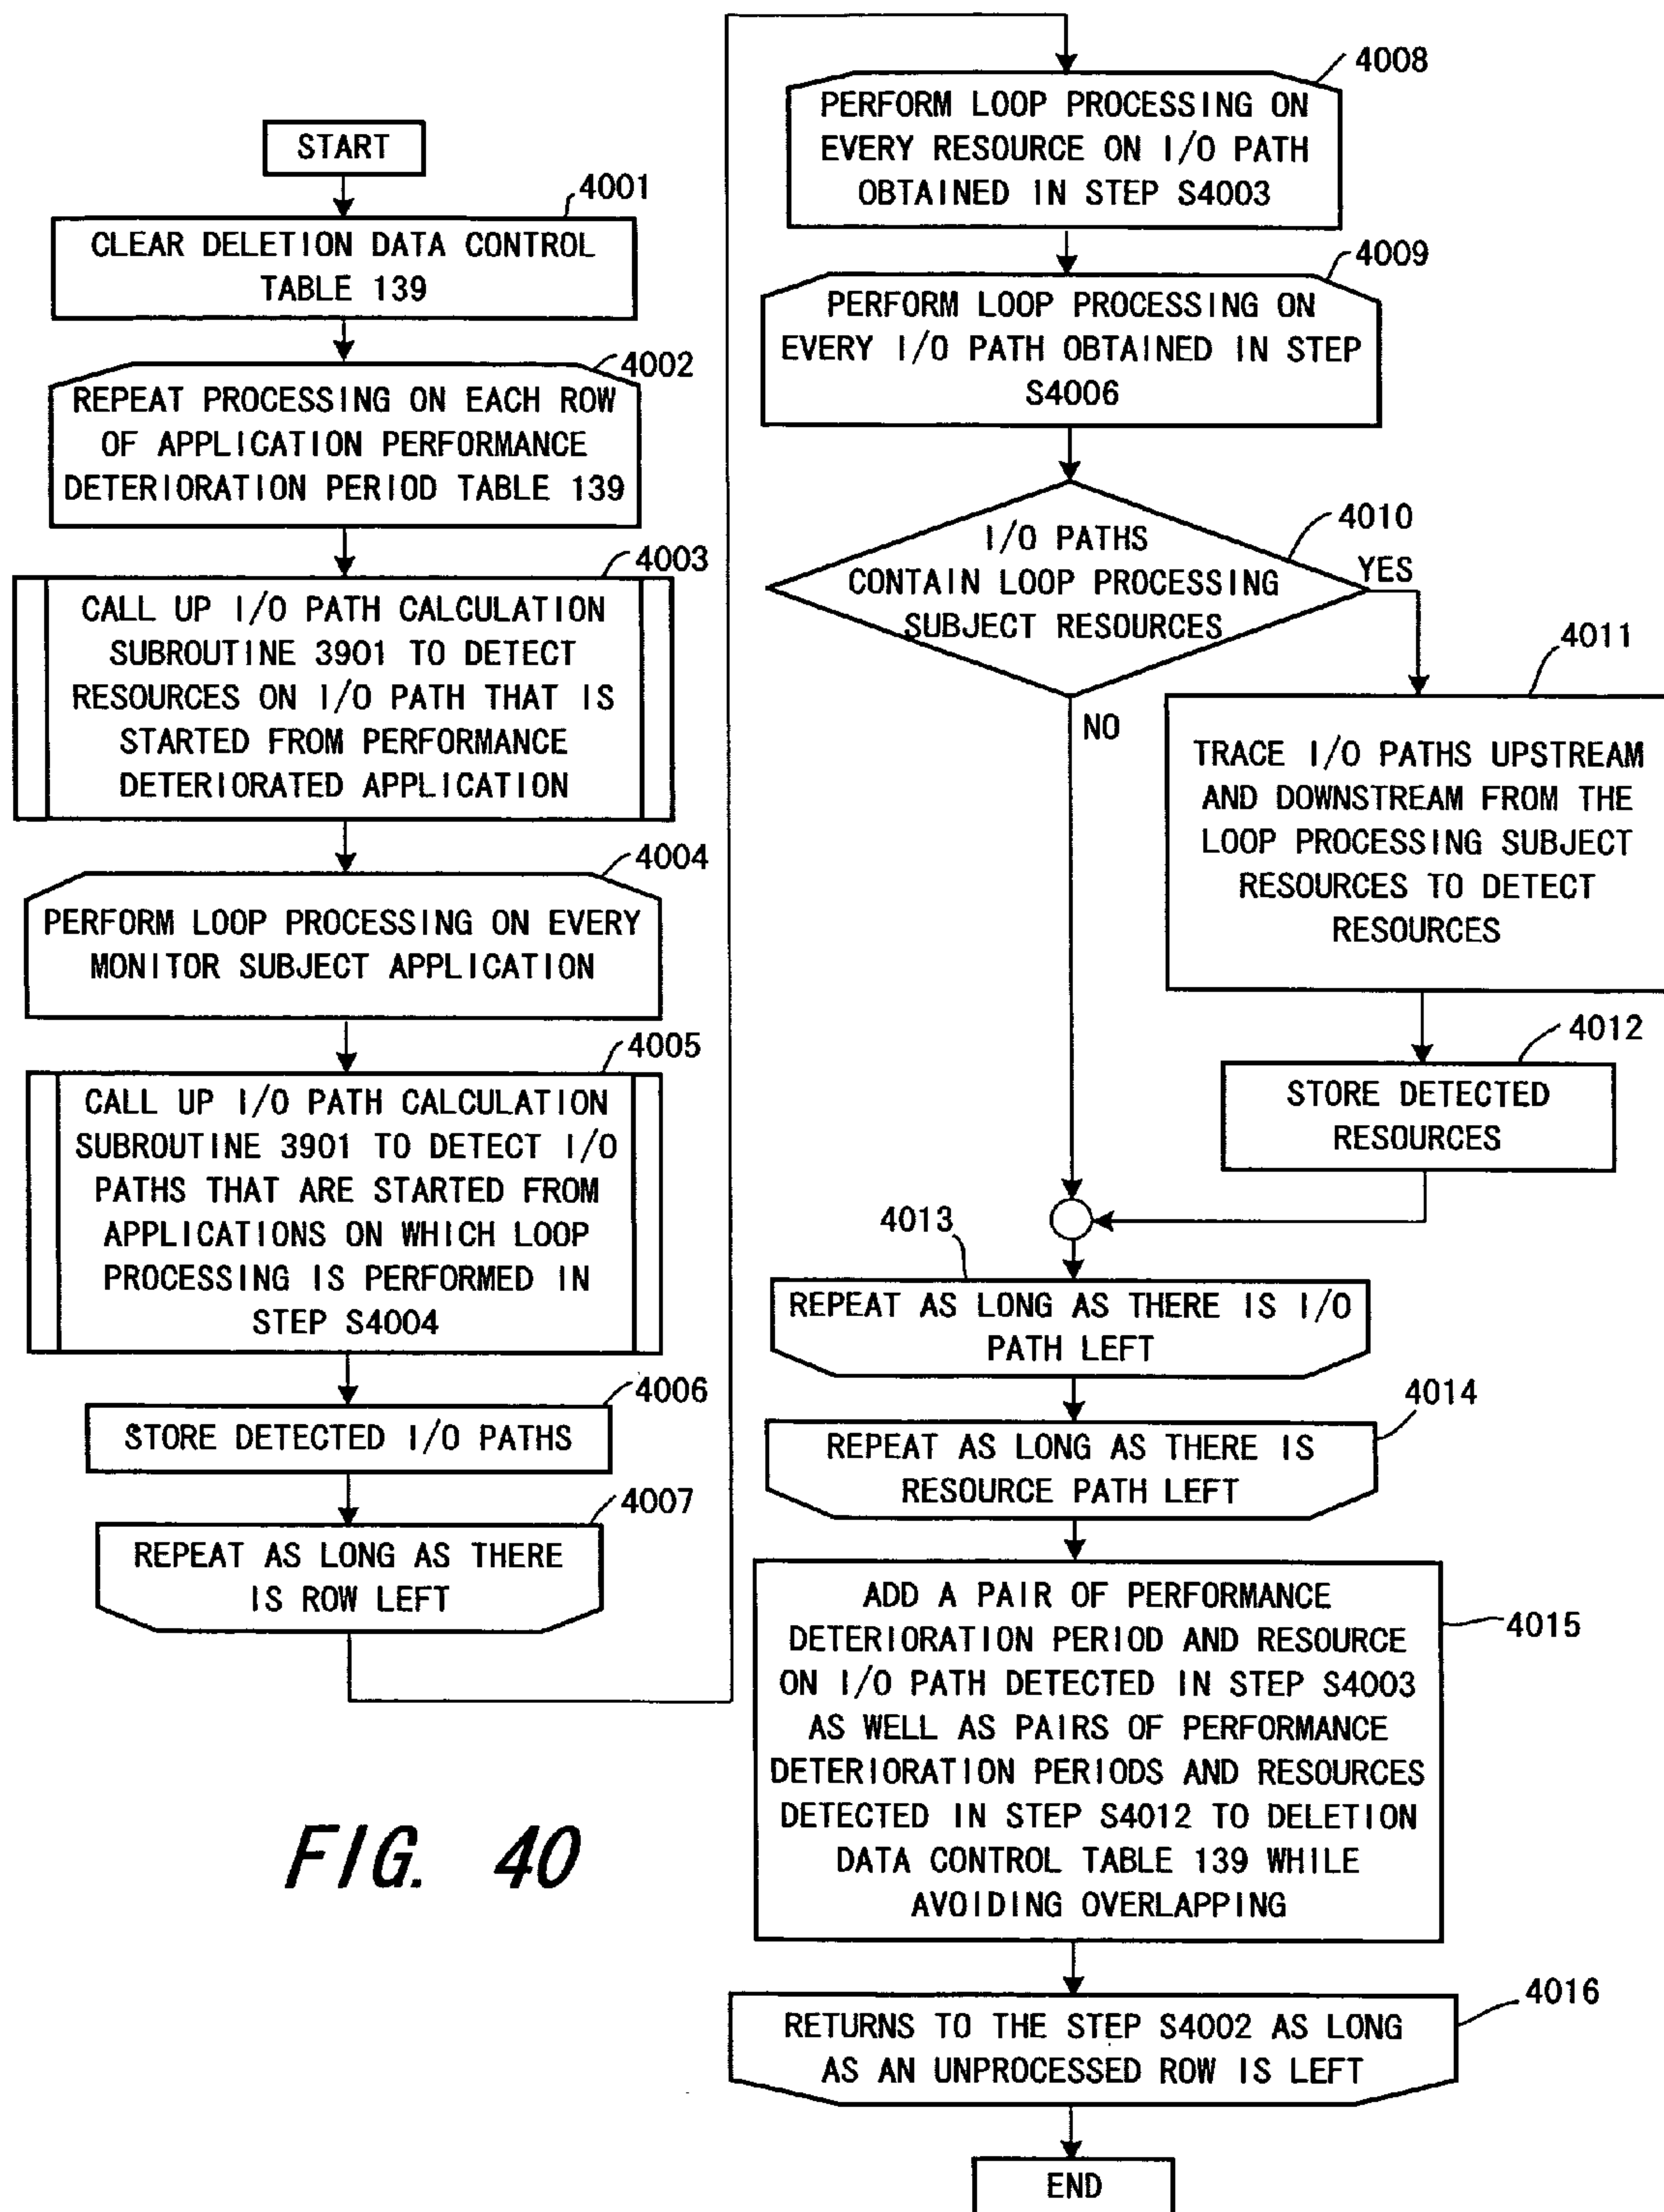 START
4001
CLEAR DELETION DATA CONTROL
TABLE 139
4002
REPEAT PROCESSING ON EACH ROW
OF APPLICATION PERFORMANCE
DETERIORATION PERIOD TABLE 139
4003
CALL UP I/O PATH CALCULATION
SUBROUTINE 3901 TO DETECT
RESOURCES ON I/O PATH THAT IS
STARTED FROM PERFORMANCE
DETERIORATED APPLICATION
4004
PERFORM LOOP PROCESSING ON EVERY
MONITOR SUBJECT APPLICATION
4005
CALL UP I/O PATH CALCULATION
SUBROUTINE 3901 TO DETECT I/O
PATHS THAT ARE STARTED FROM
APPLICATIONS ON WHICH LOOP
PROCESSING IS PERFORMED IN
STEP S4004
4006
STORE DETECTED I/O PATHS
4007
REPEAT AS LONG AS THERE
IS ROW LEFT
4008
PERFORM LOOP PROCESSING ON
EVERY RESOURCE ON I/O PATH
OBTAINED IN STEP S4003
4009
PERFORM LOOP PROCESSING ON
EVERY I/O PATH OBTAINED IN STEP
S4006
4010
I/O PATHS
CONTAIN LOOP PROCESSING
SUBJECT RESOURCES
YES
NO
4011
TRACE I/O PATHS UPSTREAM
AND DOWNSTREAM FROM THE
LOOP PROCESSING SUBJECT
RESOURCES TO DETECT
RESOURCES
4012
STORE DETECTED
RESOURCES
4013
REPEAT AS LONG AS THERE IS I/O
PATH LEFT
4014
REPEAT AS LONG AS THERE IS
RESOURCE PATH LEFT
4015
ADD A PAIR OF PERFORMANCE
DETERIORATION PERIOD AND RESOURCE
ON I/O PATH DETECTED IN STEP S4003
AS WELL AS PAIRS OF PERFORMANCE
DETERIORATION PERIODS AND RESOURCES
DETECTED IN STEP S4012 TO DELETION
DATA CONTROL TABLE 139 WHILE
AVOIDING OVERLAPPING
4016
RETURNS TO THE STEP S4002 AS LONG
AS AN UNPROCESSED ROW IS LEFT
END
FIG. 40